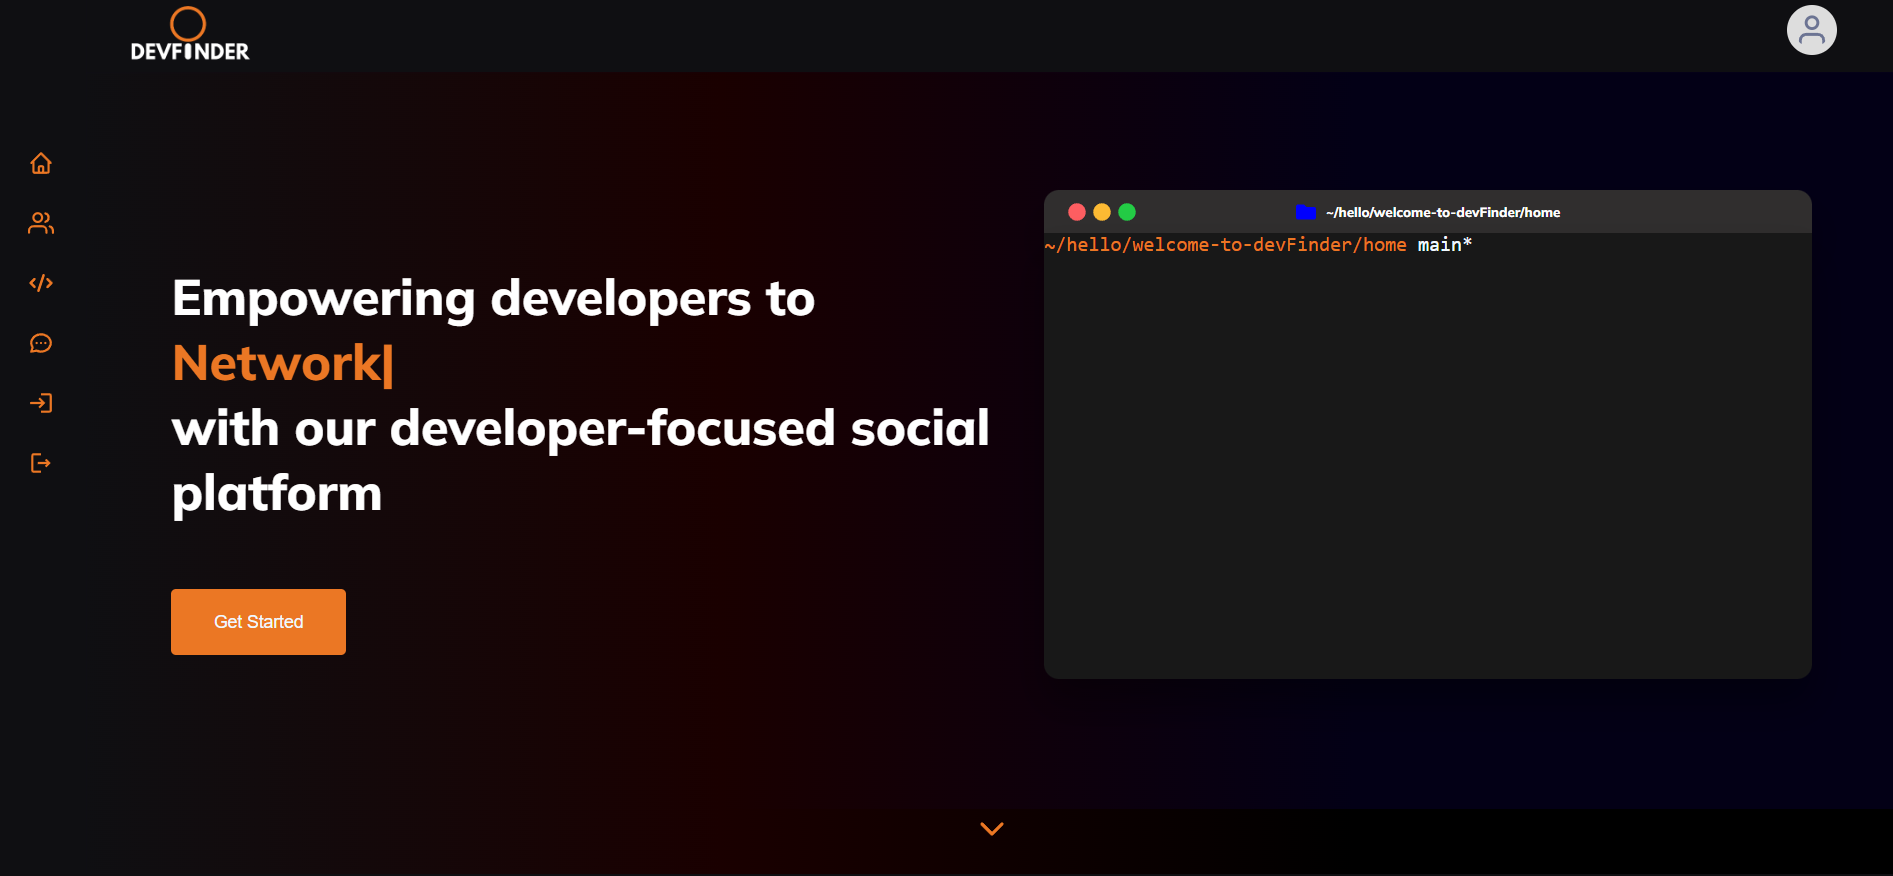 DEVFINDER
Empowering developers to
Network|
with our developer-focused social
platform
Get Started
~/hello/welcome-to-devFinder/home
~/hello/welcome-to-devFinder/home main*